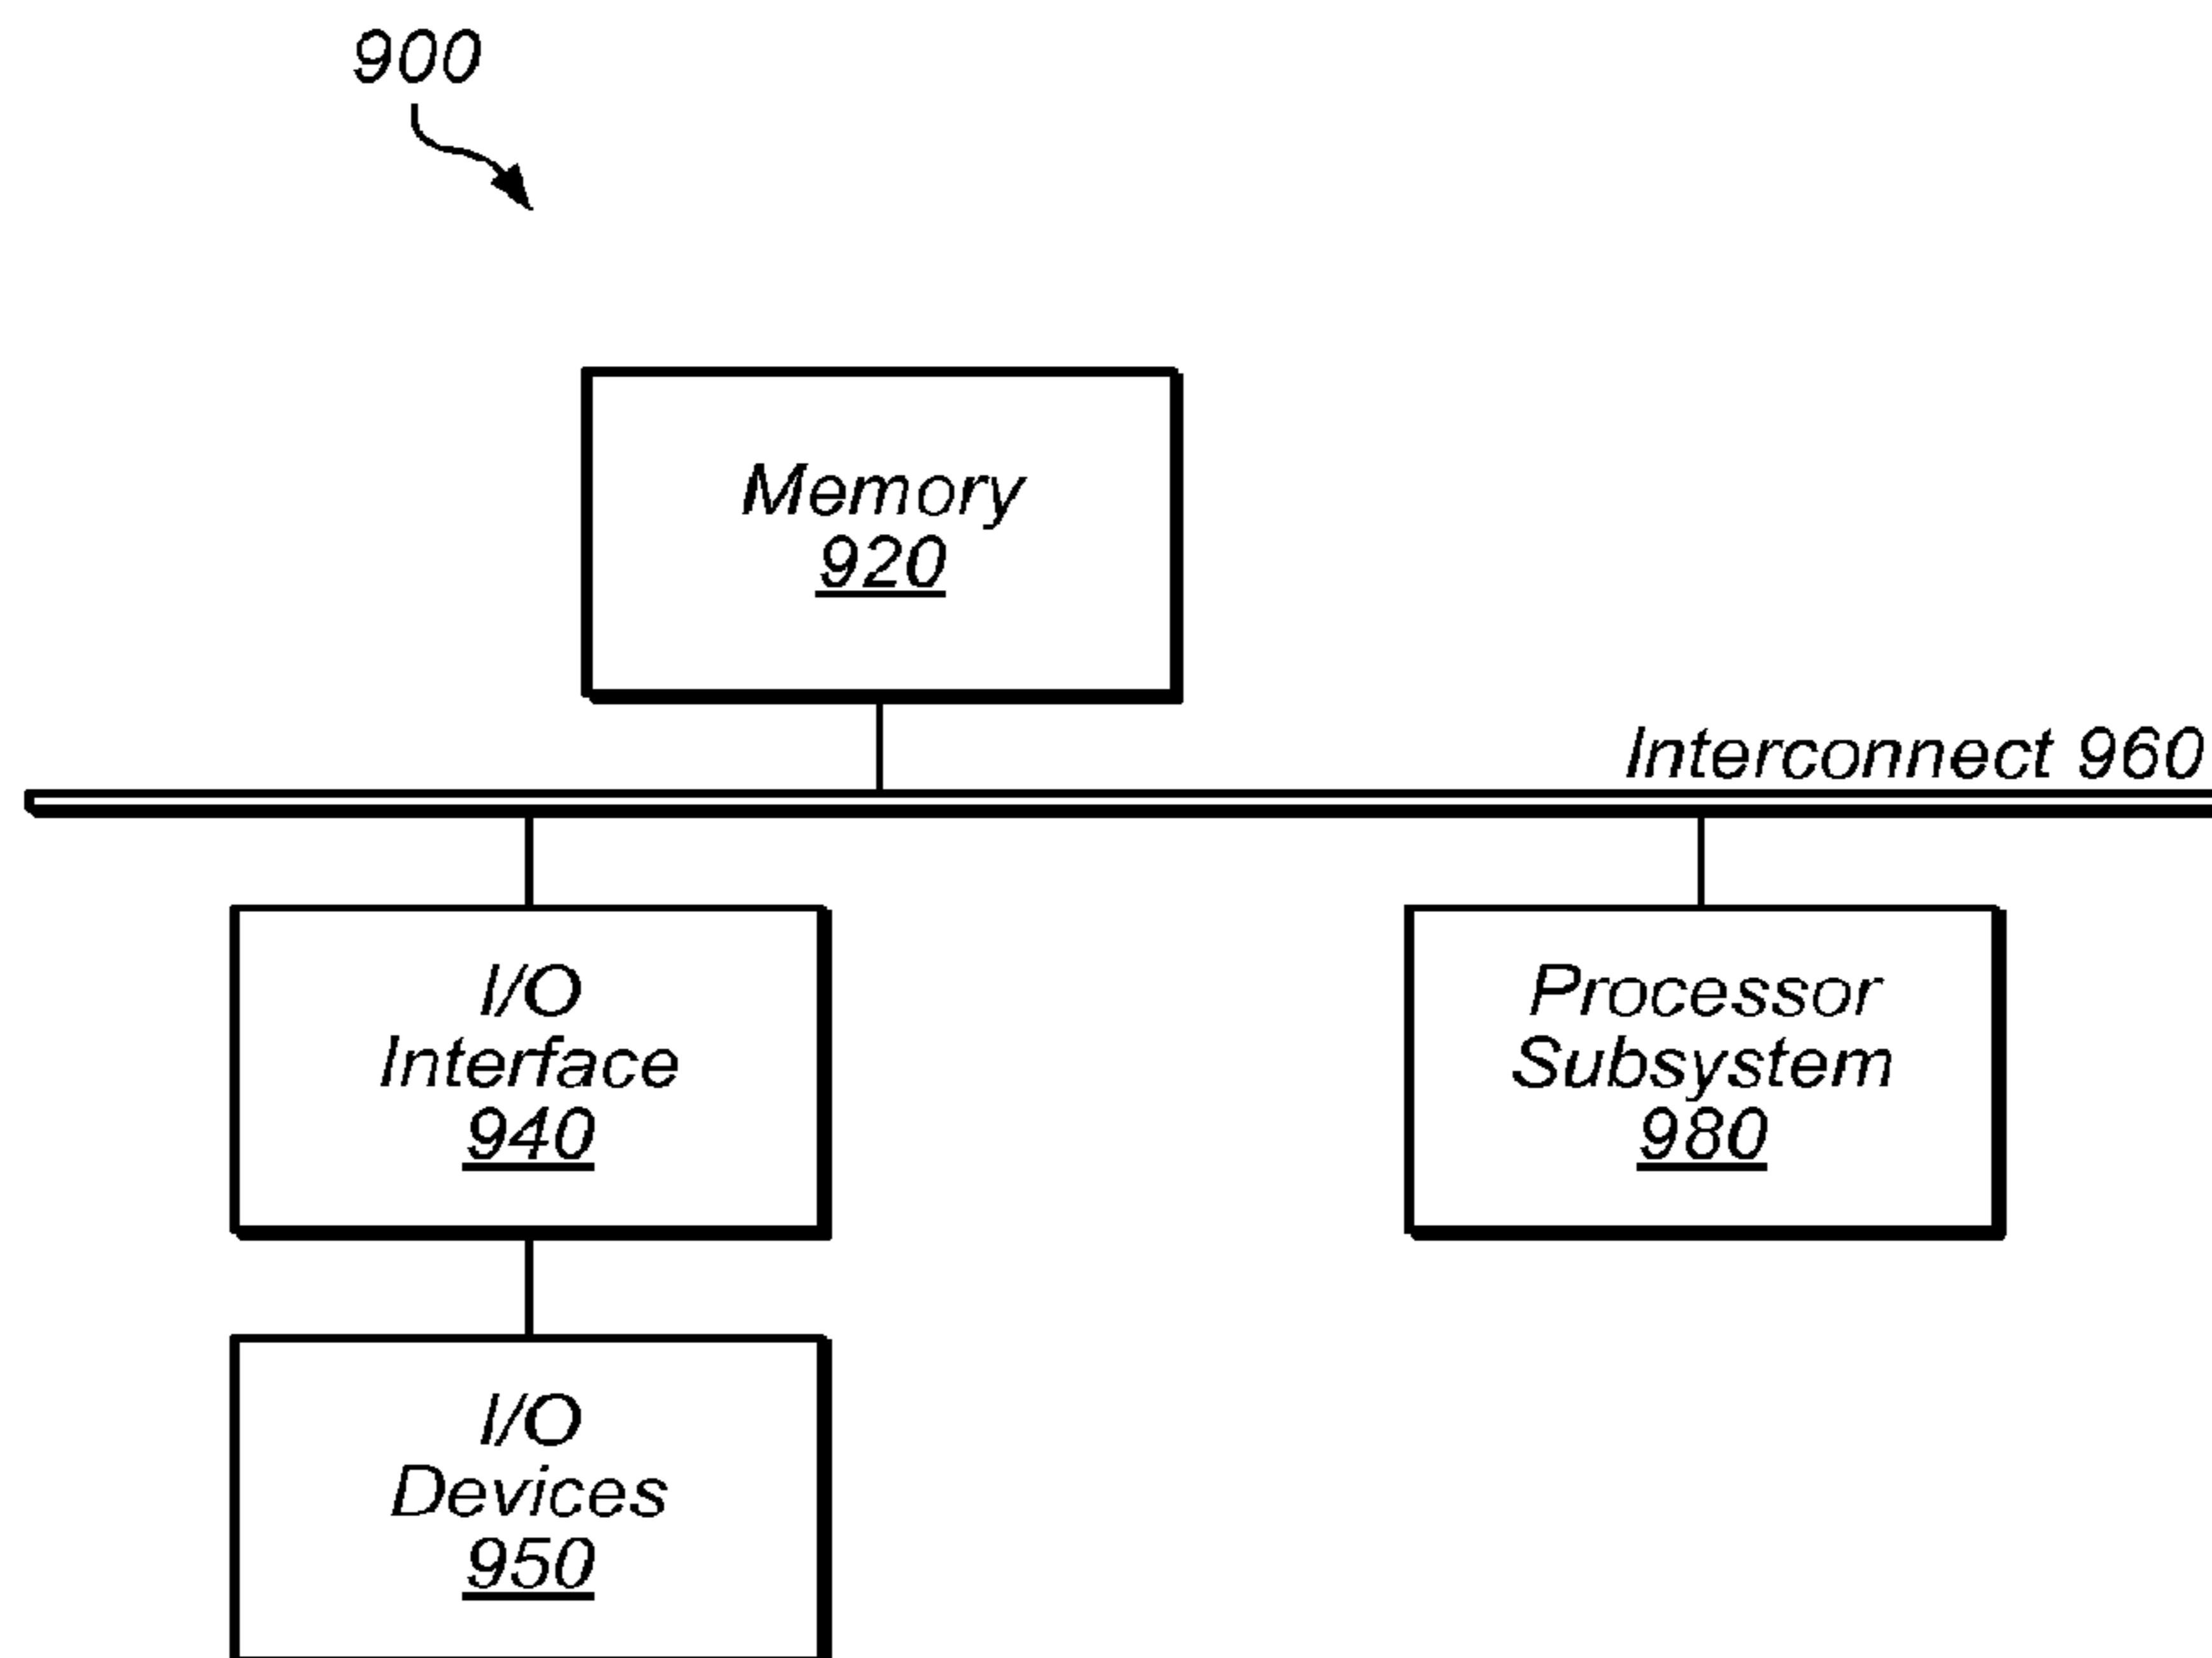 900
Memory
920
Interconnect 960
I/O
Interface
940
Processor
Subsystem
980
I/O
Devices
950